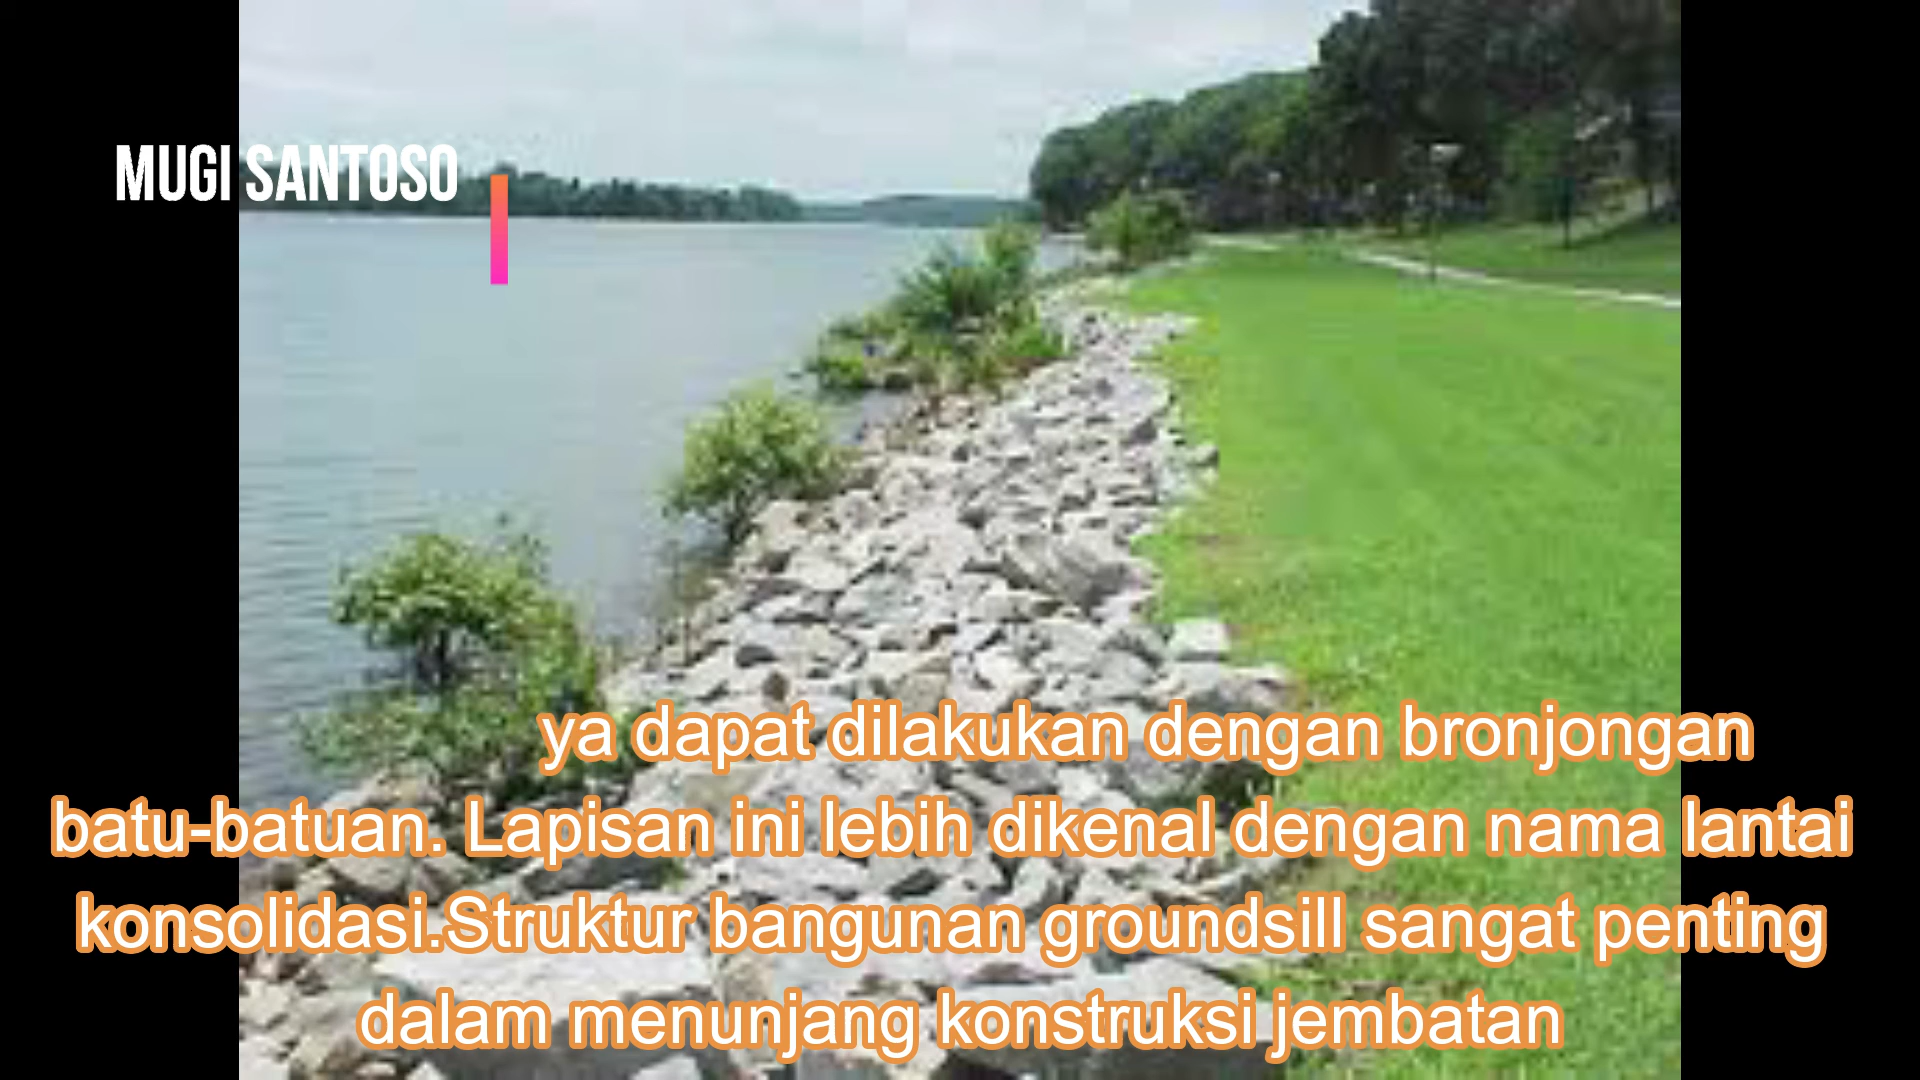 MUGI SANTOSO
ya dapat dilakukan dengan bronjongan
batu-batuan. Lapisan ini lebih dikenal dengan nama lantai
konsolidasi.Struktur bangunan groundsill sangat penting
dalam menunjang konstruksi jembatan